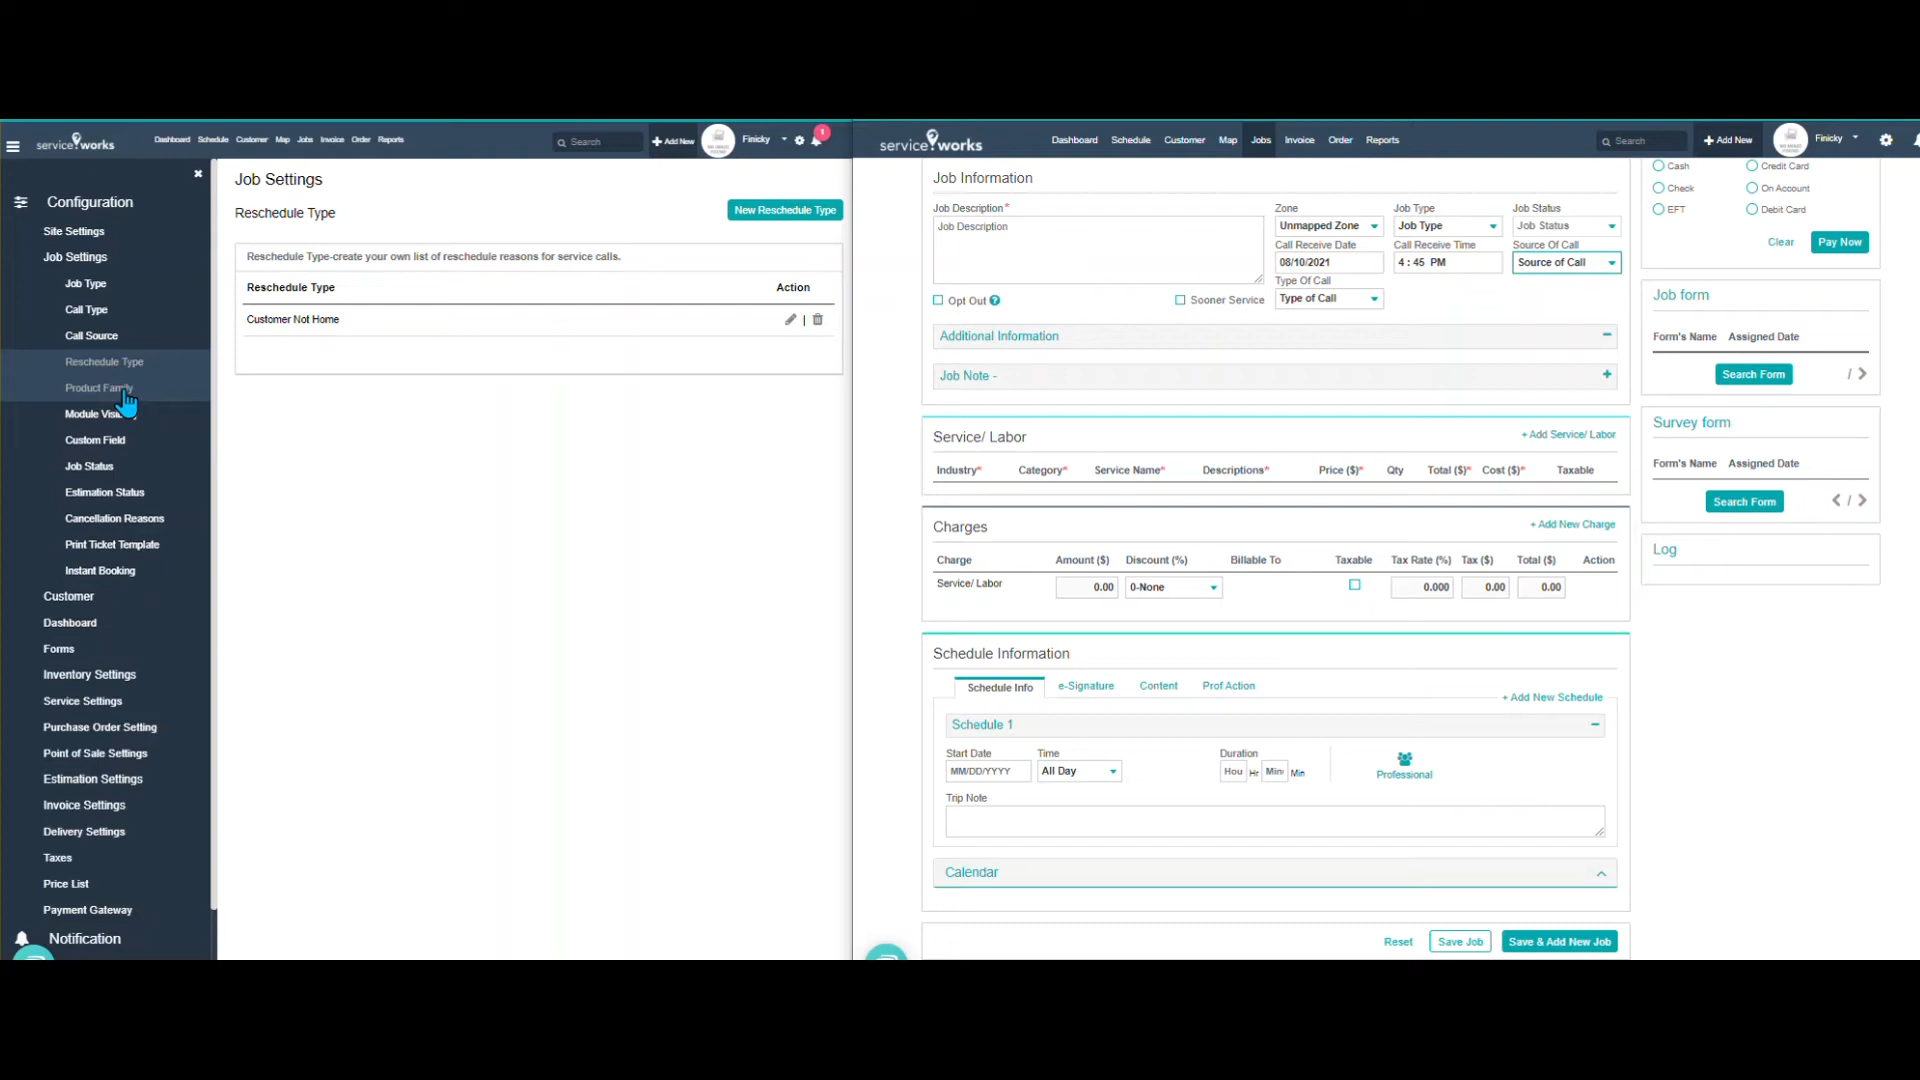 service works
Dashboard Schedule Customer Map Jobs Invoice Order Reports
Search
+ Add New
Finicky
1
Configuration
Site Settings
Job Settings
Job Type
Call Type
Call Source
Reschedule Type
Product Family
Custom Field
Job Status
Estimation Status
Cancellation Reasons
Print Ticket Template
Instant Booking
Customer
Dashboard
Forms
Inventory Settings
Service Settings
Purchase Order Setting
Point of Sale Settings
Estimation Settings
Invoice Settings
Delivery Settings
Taxes
Price List
Payment Gateway
Notification
Job Settings
Reschedule Type
New Reschedule Type
Reschedule Type-create your own list of reschedule reasons for service calls.
Reschedule Type Action
Customer Not Home |
service works
Dashboard Schedule Customer Map Jobs Invoice Order Reports
Search
+ Add New
Finicky
Job Information
Job Description* Zone Job Type Job Status
Job Description Unmapped Zone Job Type Job Status
Call Receive Date Call Receive Time Source Of Call
08/10/2021 4 : 45 PM Source of Call
Type Of Call
Opt Out ? Sooner Service Type of Call
Additional Information −
Job Note - +
Service/ Labor + Add Service/ Labor
Industry* Category* Service Name* Descriptions* Price ($)* Qty Total ($)* Cost ($)* Taxable
Charges + Add New Charge
Charge Amount ($) Discount (%) Billable To Taxable Tax Rate (%) Tax ($) Total ($) Action
Service/ Labor 0.00 0-None 0.000 0.00 0.00
Schedule Information
Schedule Info e-Signature Content Prof Action
+ Add New Schedule
Schedule 1 −
Start Date Time Duration
MM/DD/YYYY All Day Hou Hr Min Professional
Trip Note
Calendar
Reset Save Job Save & Add New Job
Cash Credit Card
Check On Account
EFT Debit Card
Clear Pay Now
Job form
Form's Name Assigned Date
Search Form /
Survey form
Form's Name Assigned Date
Search Form /
Log